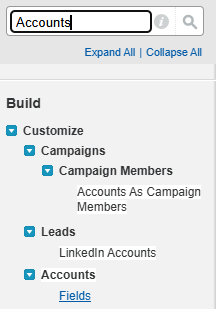 Accounts
Expand All | Collapse All
Build
Customize
Campaigns
Campaign Members
Accounts As Campaign
Members
Leads
LinkedIn Accounts
Accounts
Fields